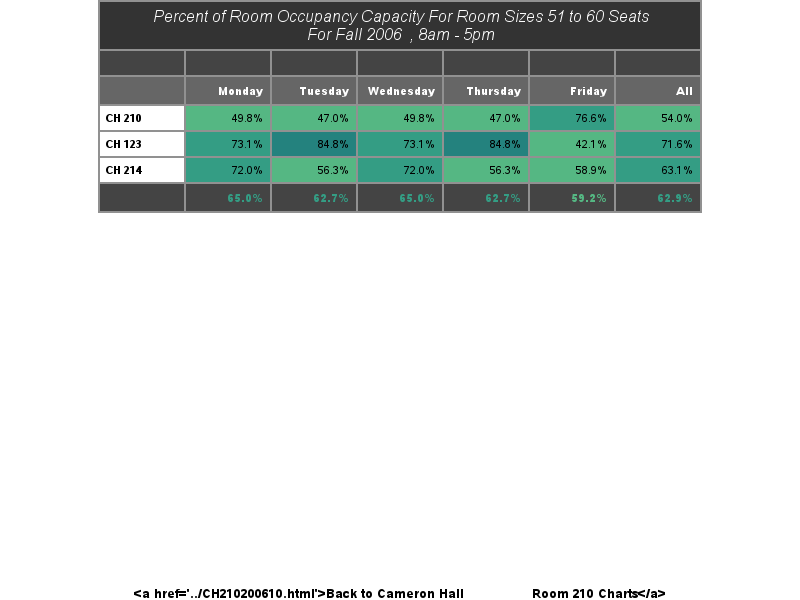 Percent of Room Occupancy Capacity For Room Sizes 51 to 60 Seats
For Fall 2006 , 8am - 5pm
Monday Tuesday Wednesday Thursday Friday All
CH 210 49.8% 47.0% 49.8% 47.0% 76.6% 54.0%
CH 123 73.1% 84.8% 73.1% 84.8% 42.1% 71.6%
CH 214 72.0% 56.3% 72.0% 56.3% 58.9% 63.1%
65.0% 62.7% 65.0% 62.7% 59.2% 62.9%
<a href='../CH210200610.html'>Back to Cameron Hall Room 210 Charts</a>